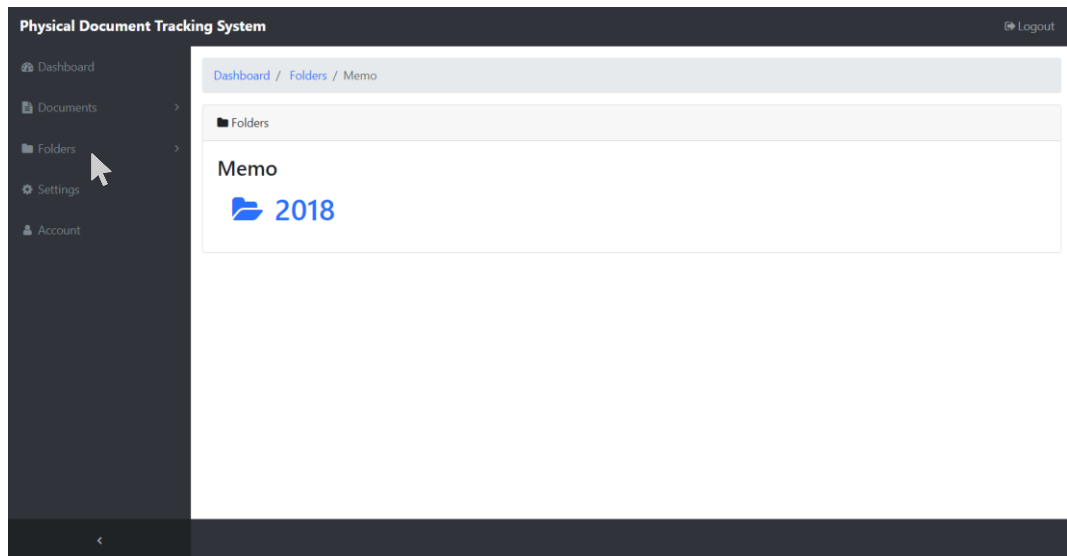 Physical Document Tracking System
Logout
Dashboard
Documents
Folders
Settings
Account
Dashboard / Folders / Memo
Folders
Memo
2018